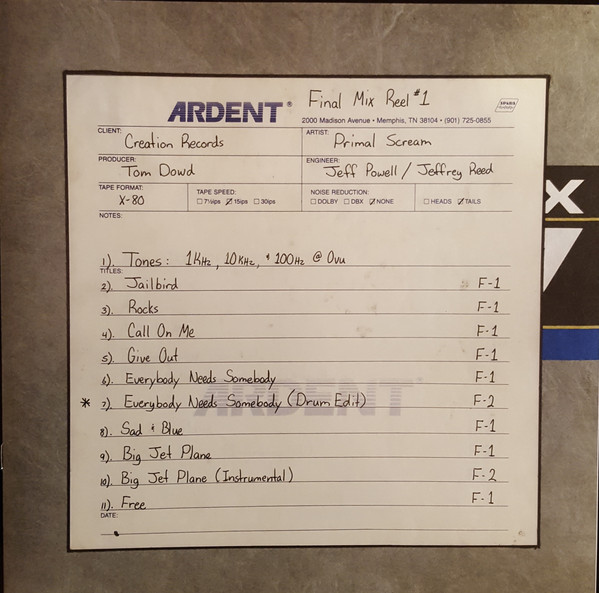 ARDENT® Final Mix Reel #1
2000 Madison Avenue • Memphis, TN 38104 • (901) 725-0855
CLIENT: Creation Records ARTIST: Primal Scream
PRODUCER: Tom Dowd ENGINEER: Jeff Powell / Jeffrey Reed
TAPE FORMAT: X-80 TAPE SPEED: ☐ 7½ips ☑ 15ips ☐ 30ips NOISE REDUCTION: ☐ DOLBY ☐ DBX ☑ NONE ☐ HEADS ☑ TAILS
NOTES:
1). Tones: 1KHz, 10KHz, & 100Hz @ 0vu
TITLES:
2). Jailbird F-1
3). Rocks F-1
4). Call On Me F-1
5). Give Out F-1
6). Everybody Needs Somebody F-1
* 7). Everybody Needs Somebody (Drum Edit) F-2
8). Sad & Blue F-1
9). Big Jet Plane F-1
10). Big Jet Plane (Instrumental) F-2
11). Free F-1
DATE:
ARDENT
X